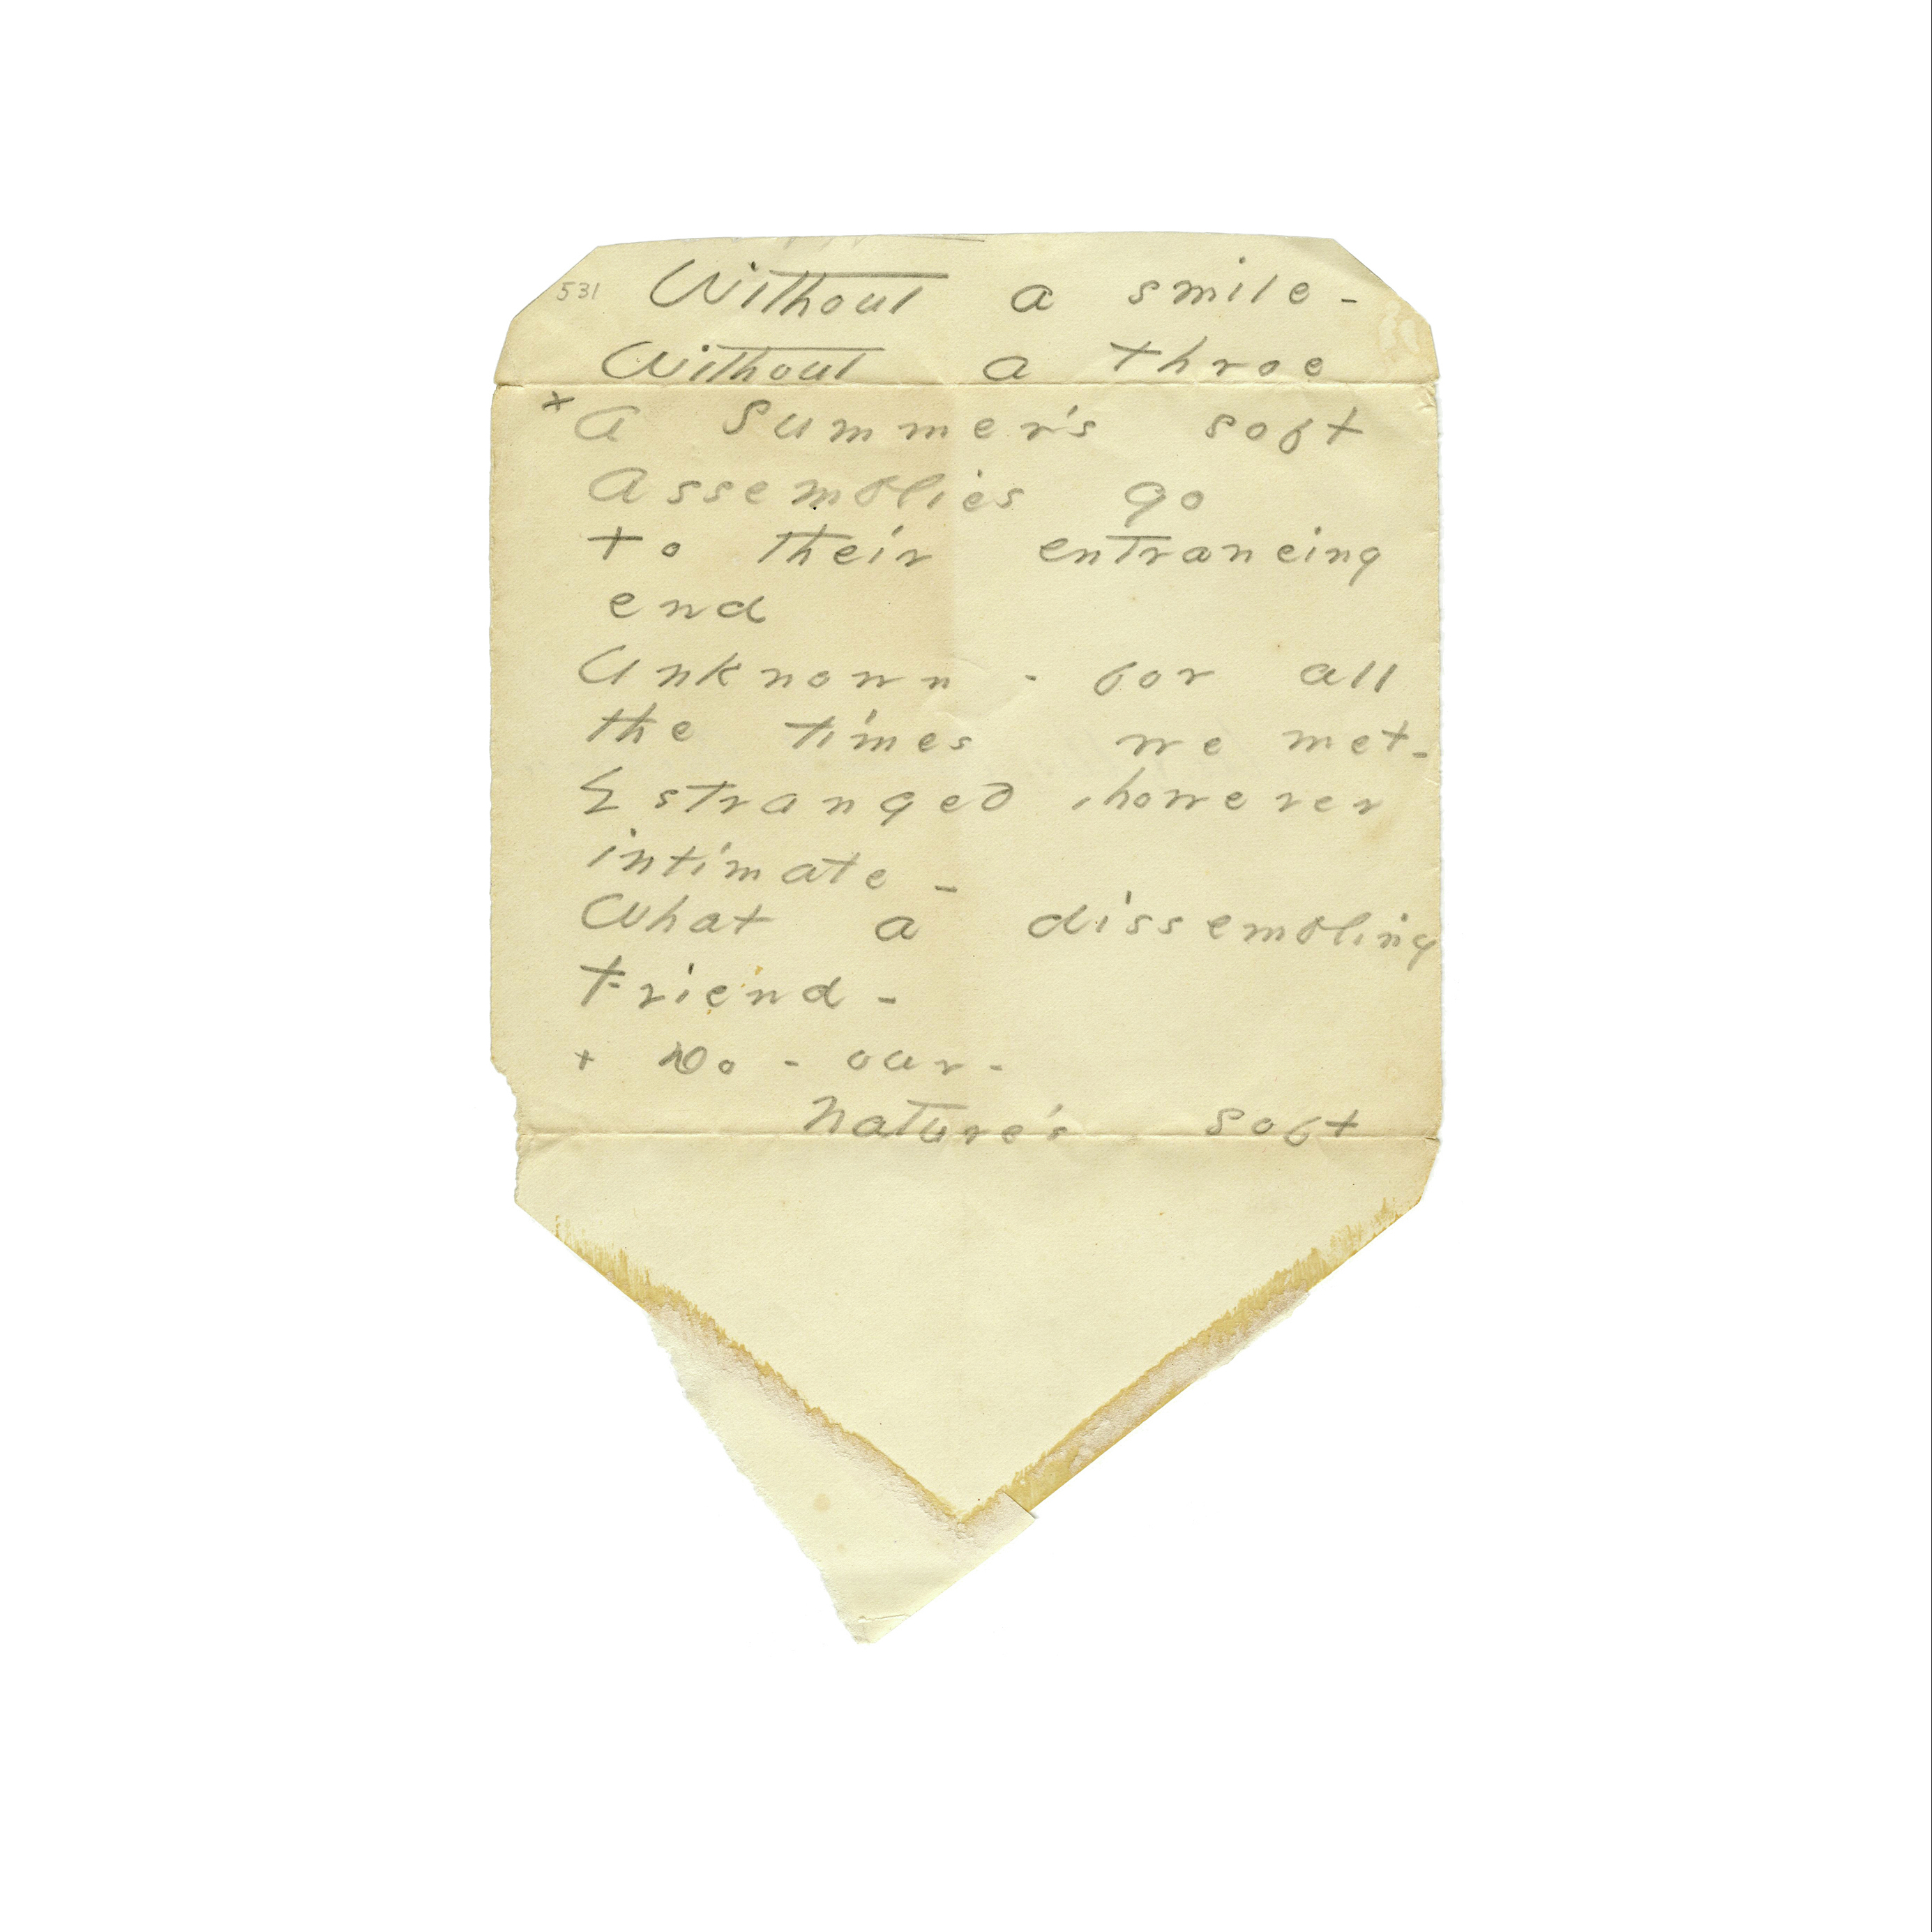 531 Without a smile -
Without a throe
+ A Summer's soft
Assemblies go
to their entrancing
end
Unknown - for all
the times we met -
Estranged, however
intimate -
What a dissembling
Friend -
+ Do - our -
Nature's soft